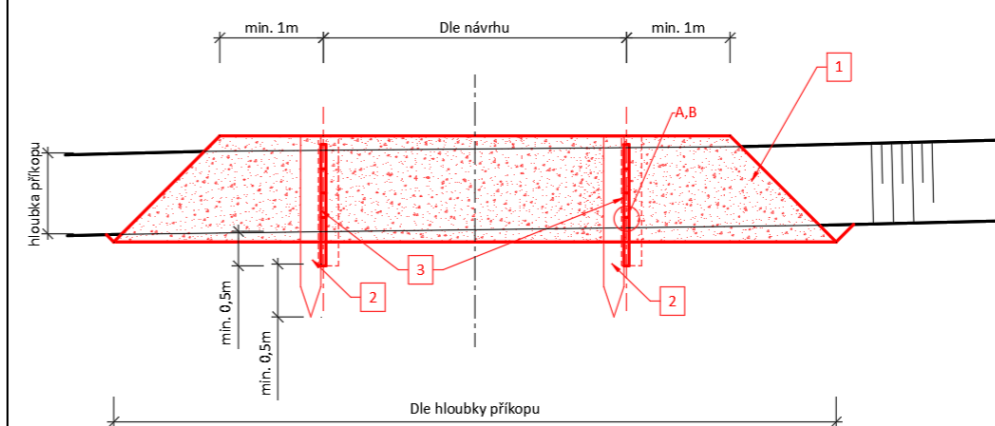 min. 1m
Dle návrhu
min. 1m
1
A,B
hloubka příkopu
3
2
2
min. 0,5m
min. 0,5m
Dle hloubky příkopu